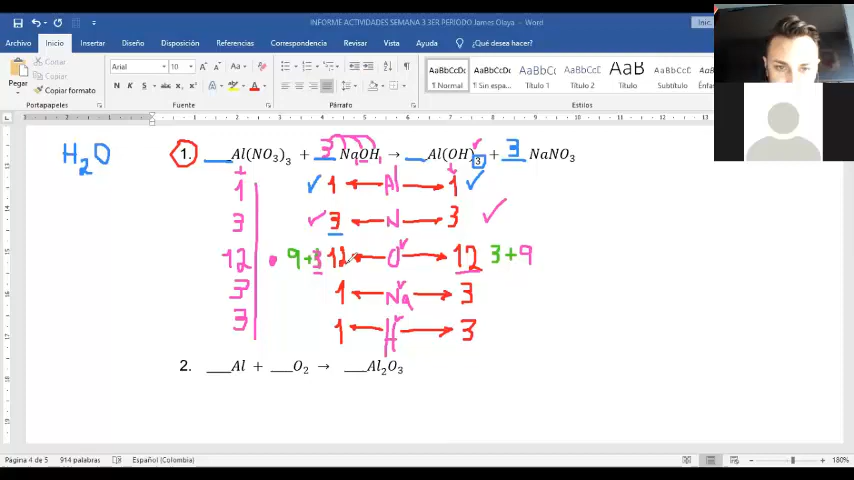 INFORME ACTIVIDADES SEMANA 3 3ER PERIODO James Olaya - Word
Inic.
Archivo Inicio Insertar Diseño Disposición Referencias Correspondencia Revisar Vista Ayuda ¿Qué desea hacer?
Pegar
Cortar
Copiar
Copiar formato
Arial 10
N K S
AaBbCcDc AaBbCcDc AaBbC AaBbCcC AaB AaBbCcD
¶ Normal ¶ Sin espa... Título 1 Título 2 Título Subtítulo
Portapapeles Fuente Párrafo Estilos
H₂O
1. ___Al(NO₃)₃ + 3 NaOH → __Al(OH)₃ + 3 NaNO₃
1 1 Al 1
3 3 N 3
12 9+3 12 O 12 3+9
3 1 Na 3
3 1 H 3
2. ___Al + ___O₂ → ___Al₂O₃
Página 4 de 5 914 palabras Español (Colombia) 180%